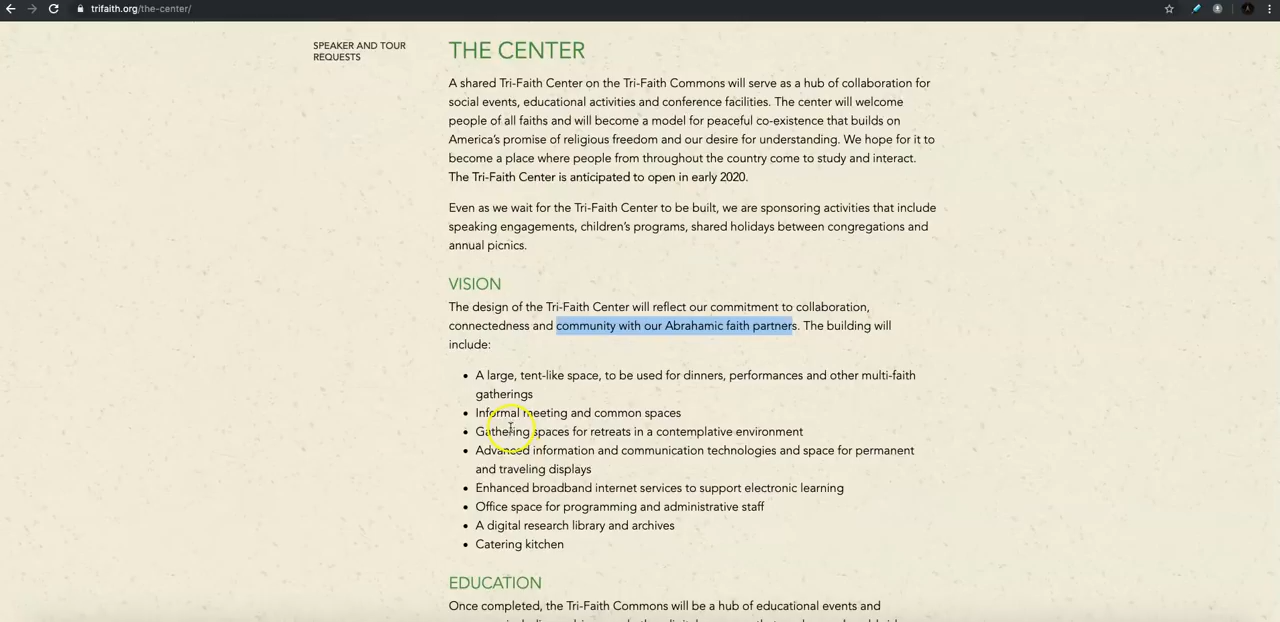 trifaith.org/the-center/
SPEAKER AND TOUR
REQUESTS
THE CENTER
A shared Tri-Faith Center on the Tri-Faith Commons will serve as a hub of collaboration for
social events, educational activities and conference facilities. The center will welcome
people of all faiths and will become a model for peaceful co-existence that builds on
America's promise of religious freedom and our desire for understanding. We hope for it to
become a place where people from throughout the country come to study and interact.
The Tri-Faith Center is anticipated to open in early 2020.
Even as we wait for the Tri-Faith Center to be built, we are sponsoring activities that include
speaking engagements, children's programs, shared holidays between congregations and
annual picnics.
VISION
The design of the Tri-Faith Center will reflect our commitment to collaboration,
connectedness and community with our Abrahamic faith partners. The building will
include:
• A large, tent-like space, to be used for dinners, performances and other multi-faith
gatherings
• Informal meeting and common spaces
• Gathering spaces for retreats in a contemplative environment
• Advanced information and communication technologies and space for permanent
and traveling displays
• Enhanced broadband internet services to support electronic learning
• Office space for programming and administrative staff
• A digital research library and archives
• Catering kitchen
EDUCATION
Once completed, the Tri-Faith Commons will be a hub of educational events and